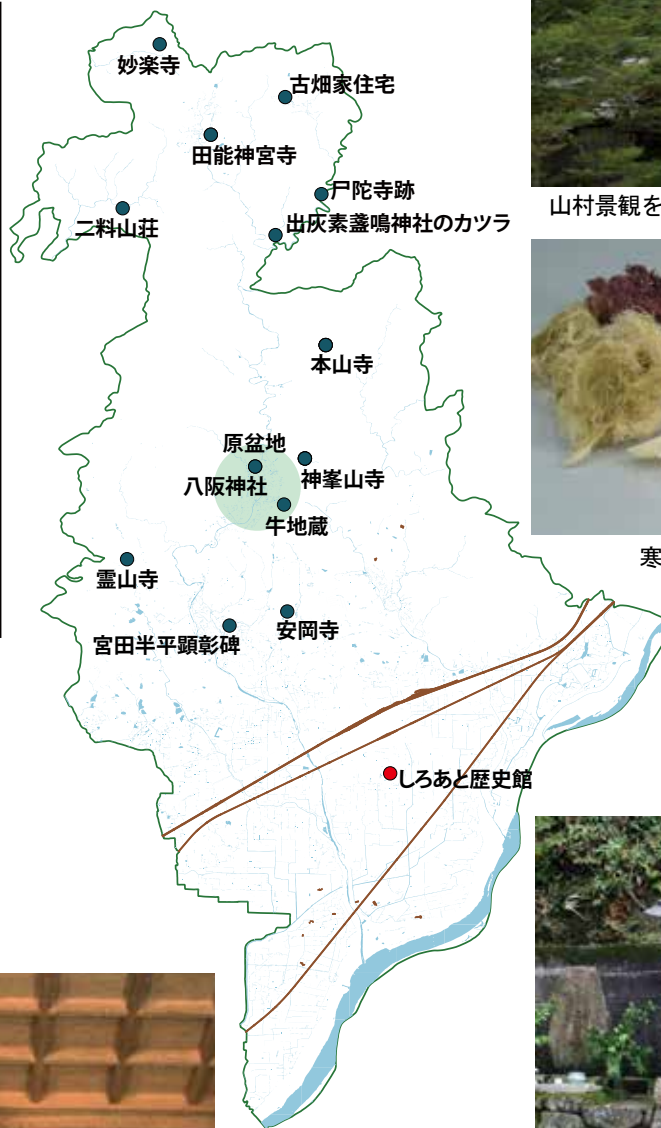 妙楽寺
古畑家住宅
田能神宮寺
尸陀寺跡
二料山荘
出灰素盞鳴神社のカツラ
山村景観を
本山寺
原盆地
八阪神社
神峯山寺
牛地蔵
寒
霊山寺
宮田半平顕彰碑
安岡寺
しろあと歴史館